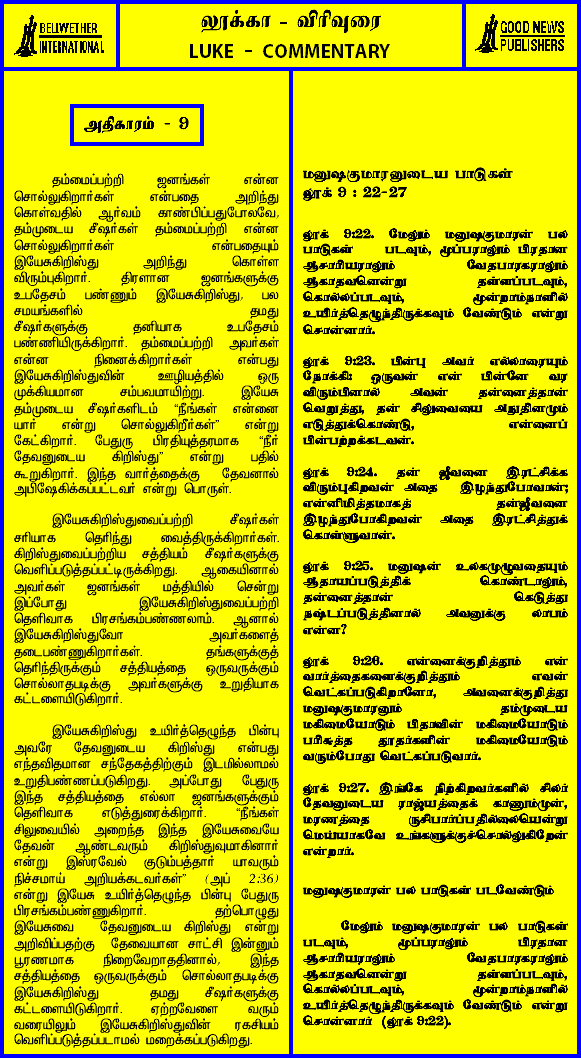 BELWETHER
INTERNATIONAL
லூக்கா - விரிவுரை
LUKE - COMMENTARY
GOOD NEWS
PUBLISHERS
அதிகாரம் - 9
தம்மைப்பற்றி ஜனங்கள் என்ன
சொல்லுகிறார்கள் என்பதை அறிந்து
கொள்வதில் ஆர்வம் காண்பிப்பதுபோலவே,
தம்முடைய சீஷர்கள் தம்மைப்பற்றி என்ன
சொல்லுகிறார்கள் என்பதையும்
இயேசுகிறிஸ்து அறிந்து கொள்ள
விரும்புகிறார். திரளான ஜனங்களுக்கு
உபதேசம் பண்ணும் இயேசுகிறிஸ்து, பல
சமயங்களில் தமது
சீஷர்களுக்கு தனியாக உபதேசம்
பண்ணியிருக்கிறார். தம்மைப்பற்றி அவர்கள்
என்ன நினைக்கிறார்கள் என்பது
இயேசுகிறிஸ்துவின் ஊழியத்தில் ஒரு
முக்கியமான சம்பவமாயிற்று. இயேசு
தம்முடைய சீஷர்களிடம் “நீங்கள் என்னை
யார் என்று சொல்லுகிறீர்கள்” என்று
கேட்கிறார். பேதுரு பிரதியுத்தரமாக “நீர்
தேவனுடைய கிறிஸ்து” என்று பதில்
கூறுகிறார். இந்த வார்த்தைக்கு தேவனால்
அபிஷேகிக்கப்பட்டவர் என்று பொருள்.
இயேசுகிறிஸ்துவைப்பற்றி சீஷர்கள்
சரியாக தெரிந்து வைத்திருக்கிறார்கள்.
கிறிஸ்துவைப்பற்றிய சத்தியம் சீஷர்களுக்கு
வெளிப்படுத்தப்பட்டிருக்கிறது. ஆகையினால்
அவர்கள் ஜனங்கள் மத்தியில் சென்று
இப்போது இயேசுகிறிஸ்துவைப்பற்றி
தெளிவாக பிரசங்கம்பண்ணலாம். ஆனால்
இயேசுகிறிஸ்துவோ அவர்களைத்
தடைபண்ணுகிறார்கள். தங்களுக்குத்
தெரிந்திருக்கும் சத்தியத்தை ஒருவருக்கும்
சொல்லாதபடிக்கு அவர்களுக்கு உறுதியாக
கட்டளையிடுகிறார்.
இயேசுகிறிஸ்து உயிர்த்தெழுந்த பின்பு
அவரே தேவனுடைய கிறிஸ்து என்பது
எந்தவிதமான சந்தேகத்திற்கும் இடமில்லாமல்
உறுதிபண்ணப்படுகிறது. அப்போது பேதுரு
இந்த சத்தியத்தை எல்லா ஜனங்களுக்கும்
தெளிவாக எடுத்துரைக்கிறார். “நீங்கள்
சிலுவையில் அறைந்த இந்த இயேசுவையே
தேவன் ஆண்டவரும் கிறிஸ்துவுமாகினார்
என்று இஸ்ரவேல் குடும்பத்தார் யாவரும்
நிச்சமாய் அறியக்கடவர்கள்” (அப் 2:36)
என்று இயேசு உயிர்த்தெழுந்த பின்பு பேதுரு
பிரசங்கம்பண்ணுகிறார். தற்பொழுது
இயேசுவை தேவனுடைய கிறிஸ்து என்று
அறிவிப்பதற்கு தேவையான சாட்சி இன்னும்
பூரணமாக நிறைவேறாததினால், இந்த
சத்தியத்தை ஒருவருக்கும் சொல்லாதபடிக்கு
இயேசுகிறிஸ்து தமது சீஷர்களுக்கு
கட்டளையிடுகிறார். ஏற்றவேளை வரும்
வரையிலும் இயேசுகிறிஸ்துவின் ரகசியம்
வெளிப்படுத்தப்படாமல் மறைக்கப்படுகிறது.
மனுஷகுமாரனுடைய பாடுகள்
லூக் 9 : 22-27
லூக் 9:22. மேலும் மனுஷகுமாரன் பல
பாடுகள் படவும், மூப்பராலும் பிரதான
ஆசாரியராலும் வேதபாரகராலும்
ஆகாதவனென்று தள்ளப்படவும்,
கொல்லப்படவும், மூன்றாம்நாளில்
உயிர்த்தெழுந்திருக்கவும் வேண்டும் என்று
சொன்னார்.
லூக் 9:23. பின்பு அவர் எல்லாரையும்
நோக்கி: ஒருவன் என் பின்னே வர
விரும்பினால் அவன் தன்னைத்தான்
வெறுத்து, தன் சிலுவையை அநுதினமும்
எடுத்துக்கொண்டு, என்னைப்
பின்பற்றக்கடவன்.
லூக் 9:24. தன் ஜீவனை இரட்சிக்க
விரும்புகிறவன் அதை இழந்துபோவான்;
என்னிமித்தமாகத் தன்ஜீவனை
இழந்துபோகிறவன் அதை இரட்சித்துக்
கொள்ளுவான்.
லூக் 9:25. மனுஷன் உலகமுழுவதையும்
ஆதாயப்படுத்திக் கொண்டாலும்,
தன்னைத்தான் கெடுத்து
நஷ்டப்படுத்தினால் அவனுக்கு லாபம்
என்ன?
லூக் 9:26. என்னைக்குறித்தும் என்
வார்த்தைகளைக்குறித்தும் எவன்
வெட்கப்படுகிறானோ, அவனைக்குறித்து
மனுஷகுமாரனும் தம்முடைய
மகிமையோடும் பிதாவின் மகிமையோடும்
பரிசுத்த தூதர்களின் மகிமையோடும்
வரும்போது வெட்கப்படுவார்.
லூக் 9:27. இங்கே நிற்கிறவர்களில் சிலர்
தேவனுடைய ராஜ்யத்தைக் காணுமுன்,
மரணத்தை ருசிபார்ப்பதில்லையென்று
மெய்யாகவே உங்களுக்குச்சொல்லுகிறேன்
என்றார்.
மனுஷகுமாரன் பல பாடுகள் படவேண்டும்
மேலும் மனுஷகுமாரன் பல பாடுகள்
படவும், மூப்பராலும் பிரதான
ஆசாரியராலும் வேதபாரகராலும்
ஆகாதவனென்று தள்ளப்படவும்,
கொல்லப்படவும், மூன்றாம்நாளில்
உயிர்த்தெழுந்திருக்கவும் வேண்டும் என்று
சொன்னார் (லூக் 9:22).